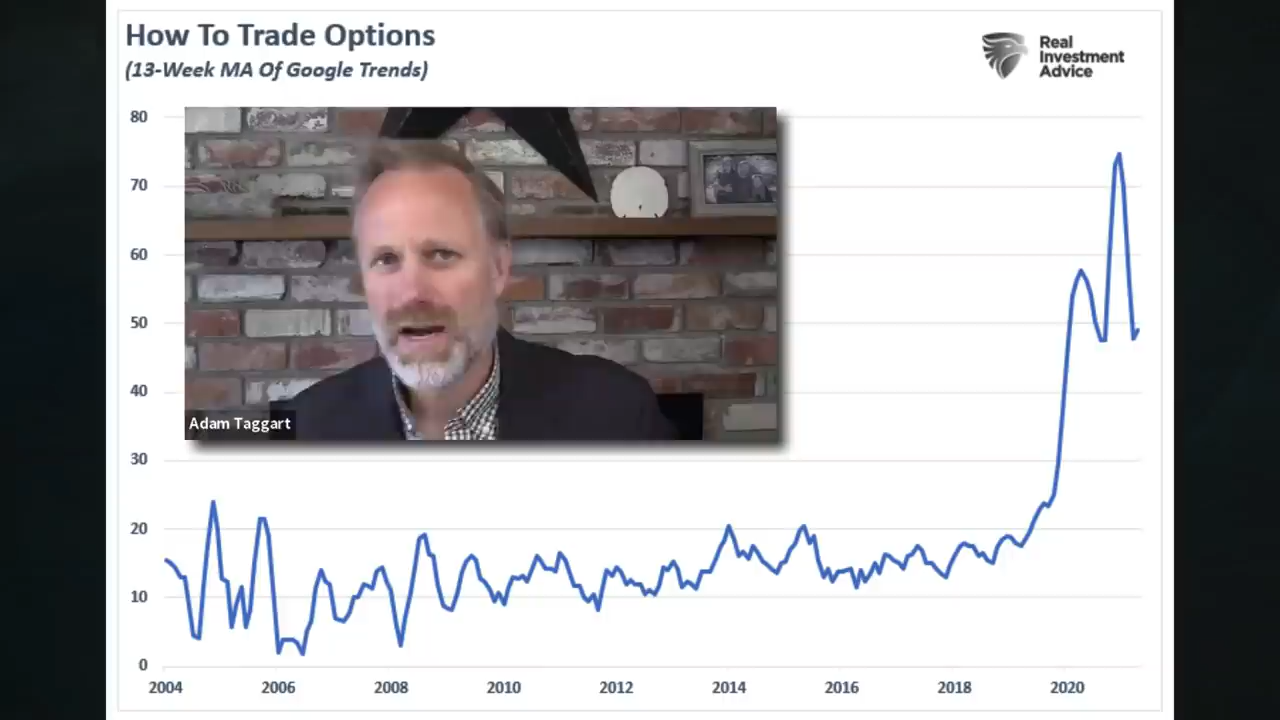 How To Trade Options
(13-Week MA Of Google Trends)
Real
Investment
Advice
80
70
60
50
40
30
20
10
0
Adam Taggart
2004 2006 2008 2010 2012 2014 2016 2018 2020